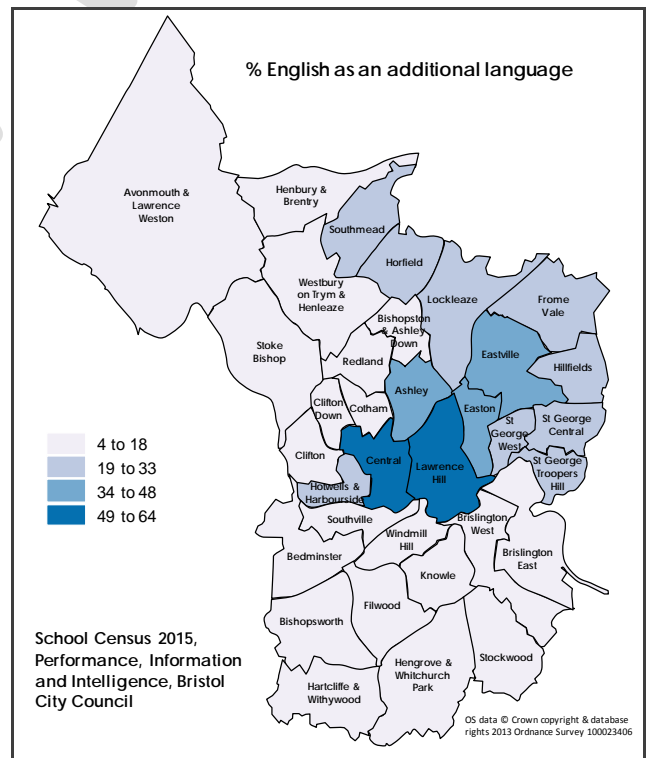 % English as an additional language
Avonmouth &
Lawrence
Weston
Henbury &
Brentry
Southmead
Horfield
Westbury
on Trym &
Henleaze
Lockleaze
Frome
Vale
Bishopston
& Ashley
Down
Stoke
Bishop
Redland
Eastville
Hillfields
Ashley
Clifton
Down
Cotham
Easton
St
George
West
St George
Central
Clifton
Central
Lawrence
Hill
St George
Troopers
Hill
Hotwells &
Harbourside
4 to 18
19 to 33
34 to 48
49 to 64
Southville
Windmill
Hill
Brislington
West
Bedminster
Brislington
East
Knowle
Filwood
Bishopsworth
Hengrove &
Whitchurch
Park
Stockwood
Hartcliffe &
Withywood
School Census 2015,
Performance, Information
and Intelligence, Bristol
City Council
OS data © Crown copyright & database
rights 2013 Ordnance Survey 100023406